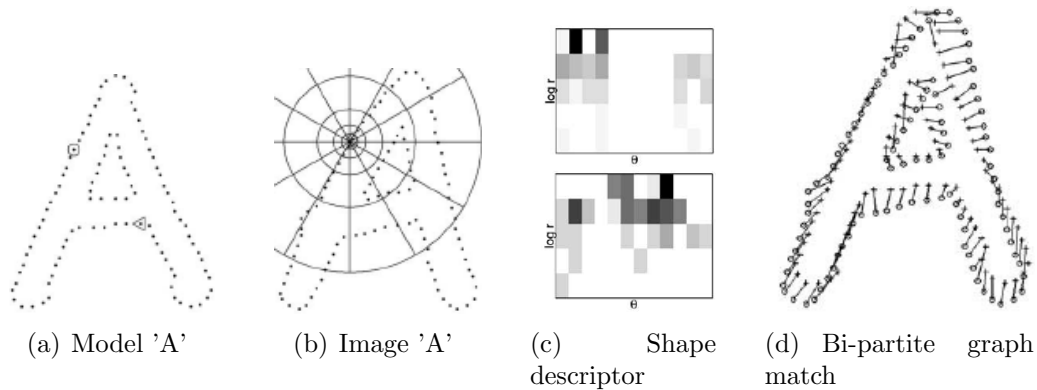 log r
θ
log r
θ
(a) Model 'A'
(b) Image 'A'
(c) Shape
descriptor
(d) Bi-partite graph
match